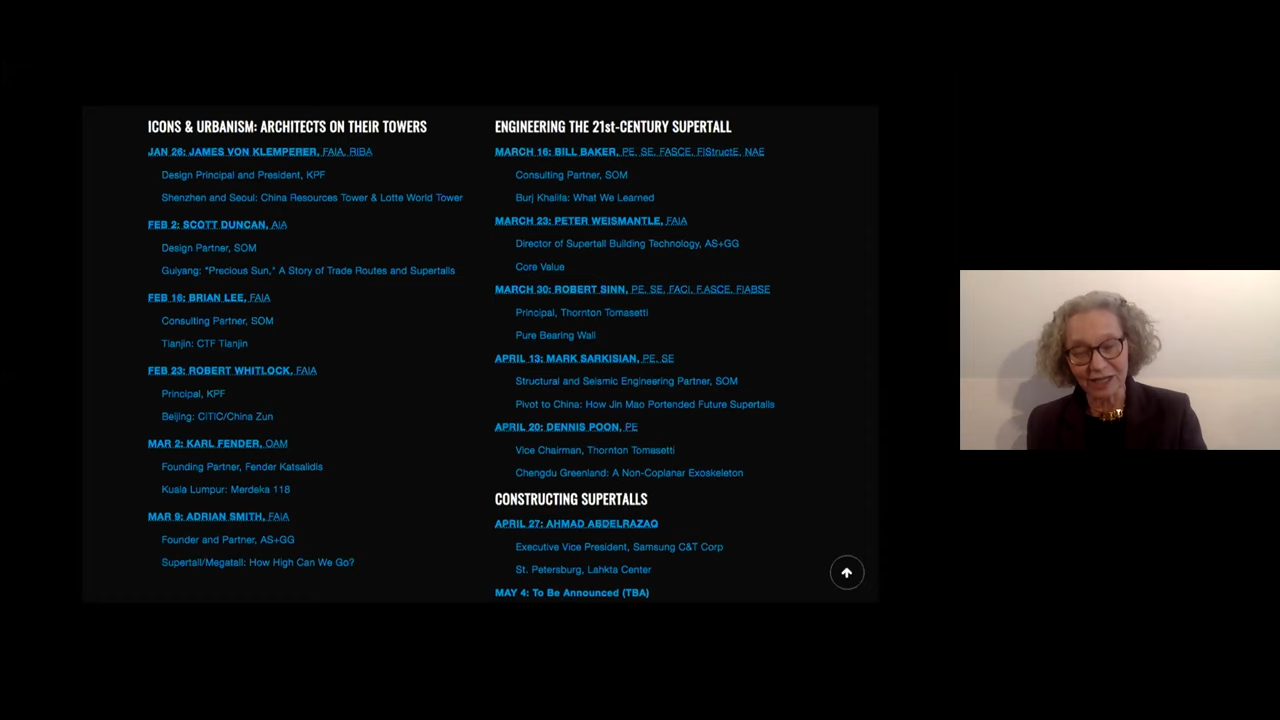 ICONS & URBANISM: ARCHITECTS ON THEIR TOWERS
JAN 26: JAMES VON KLEMPERER, FAIA, RIBA
Design Principal and President, KPF
Shenzhen and Seoul: China Resources Tower & Lotte World Tower
FEB 2: SCOTT DUNCAN, AIA
Design Partner, SOM
Guiyang: "Precious Sun," A Story of Trade Routes and Supertalls
FEB 16: BRIAN LEE, FAIA
Consulting Partner, SOM
Tianjin: CTF Tianjin
FEB 23: ROBERT WHITLOCK, FAIA
Principal, KPF
Beijing: CITIC/China Zun
MAR 2: KARL FENDER, OAM
Founding Partner, Fender Katsalidis
Kuala Lumpur: Merdeka 118
MAR 9: ADRIAN SMITH, FAIA
Founder and Partner, AS+GG
Supertall/Megatall: How High Can We Go?
ENGINEERING THE 21st-CENTURY SUPERTALL
MARCH 16: BILL BAKER, PE, SE, FASCE, FIStructE, NAE
Consulting Partner, SOM
Burj Khalifa: What We Learned
MARCH 23: PETER WEISMANTLE, FAIA
Director of Supertall Building Technology, AS+GG
Core Value
MARCH 30: ROBERT SINN, PE, SE, FACI, F.ASCE, FIABSE
Principal, Thornton Tomasetti
Pure Bearing Wall
APRIL 13: MARK SARKISIAN, PE, SE
Structural and Seismic Engineering Partner, SOM
Pivot to China: How Jin Mao Portended Future Supertalls
APRIL 20: DENNIS POON, PE
Vice Chairman, Thornton Tomasetti
Chengdu Greenland: A Non-Coplanar Exoskeleton
CONSTRUCTING SUPERTALLS
APRIL 27: AHMAD ABDELRAZAQ
Executive Vice President, Samsung C&T Corp
St. Petersburg, Lahkta Center
MAY 4: To Be Announced (TBA)